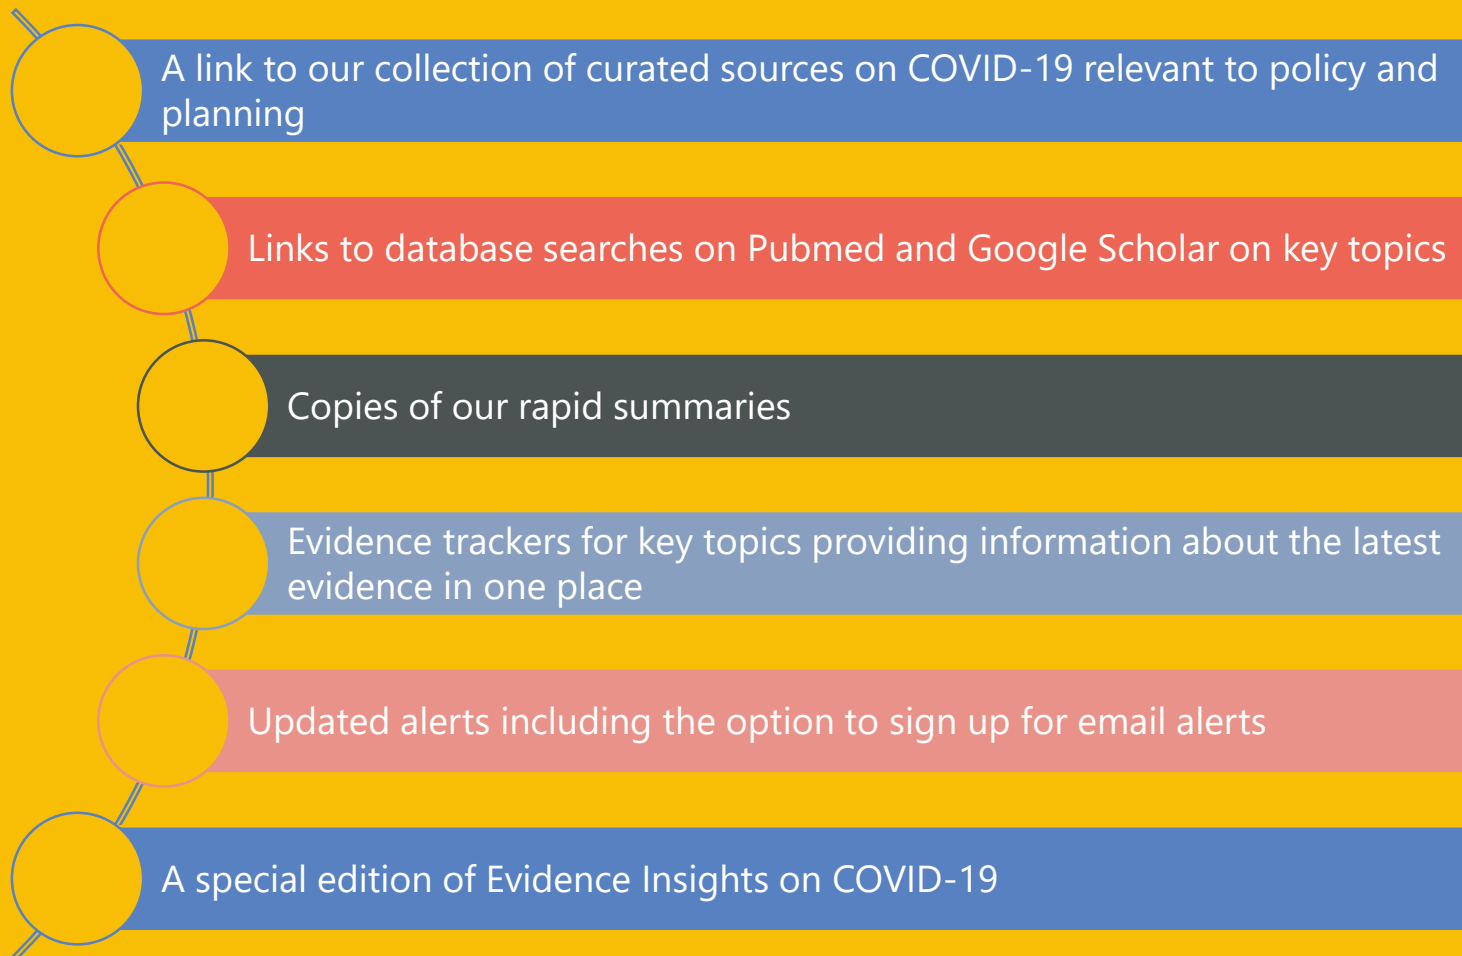 A link to our collection of curated sources on COVID-19 relevant to policy and
planning
Links to database searches on Pubmed and Google Scholar on key topics
Copies of our rapid summaries
Evidence trackers for key topics providing information about the latest
evidence in one place
Updated alerts including the option to sign up for email alerts
A special edition of Evidence Insights on COVID-19